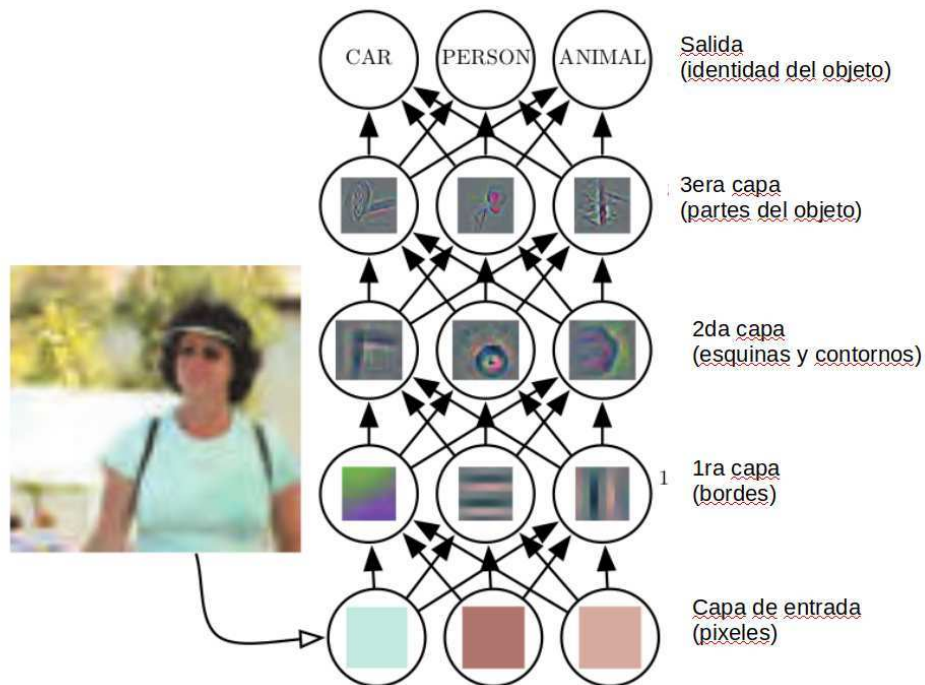 CAR PERSON ANIMAL
Salida
(identidad del objeto)
3era capa
(partes del objeto)
2da capa
(esquinas y contornos)
1
1ra capa
(bordes)
Capa de entrada
(pixeles)